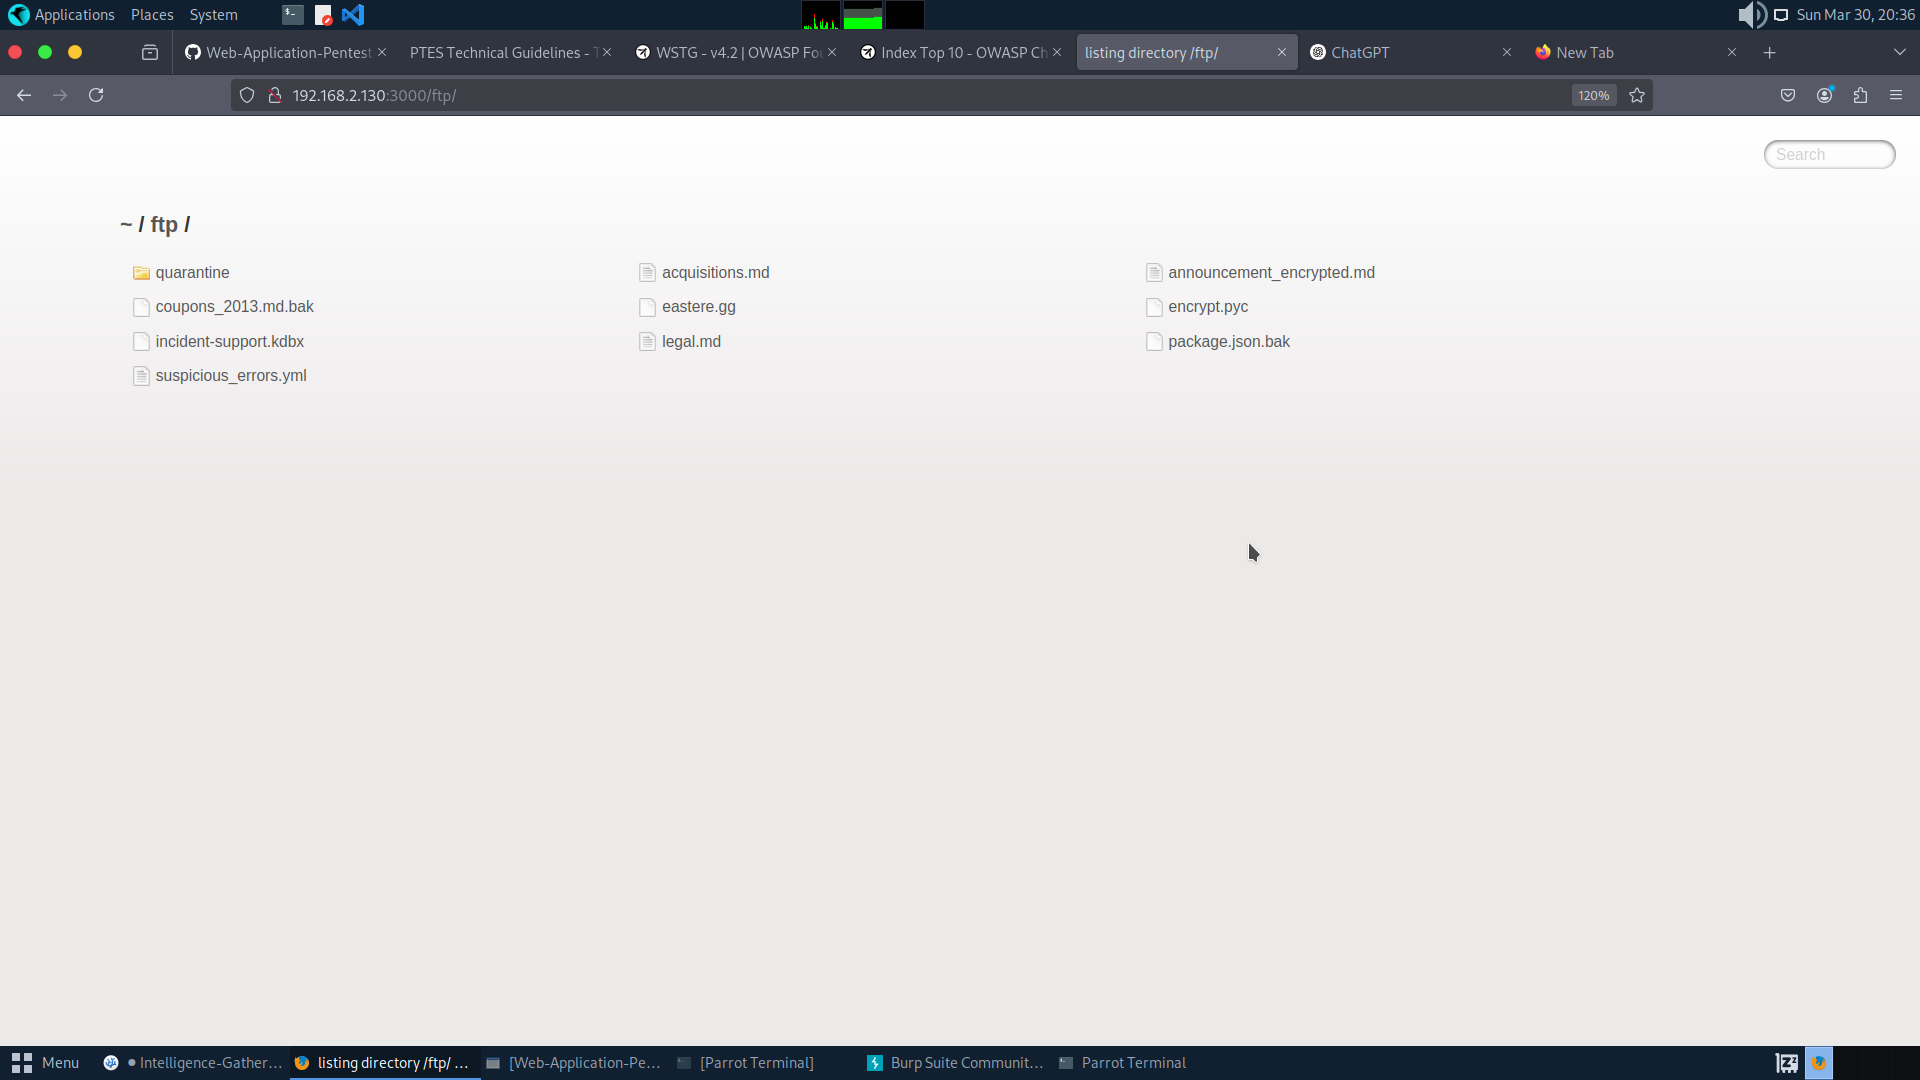 Applications Places System Sun Mar 30, 20:36
Web-Application-Pentest PTES Technical Guidelines - T WSTG - v4.2 | OWASP Fou Index Top 10 - OWASP Ch listing directory /ftp/ ChatGPT New Tab
192.168.2.130:3000/ftp/ 120%
Search
~ / ftp /
quarantine acquisitions.md announcement_encrypted.md
coupons_2013.md.bak eastere.gg encrypt.pyc
incident-support.kdbx legal.md package.json.bak
suspicious_errors.yml
Menu ● Intelligence-Gather... listing directory /ftp/ ... [Web-Application-Pe... [Parrot Terminal] Burp Suite Communit... Parrot Terminal